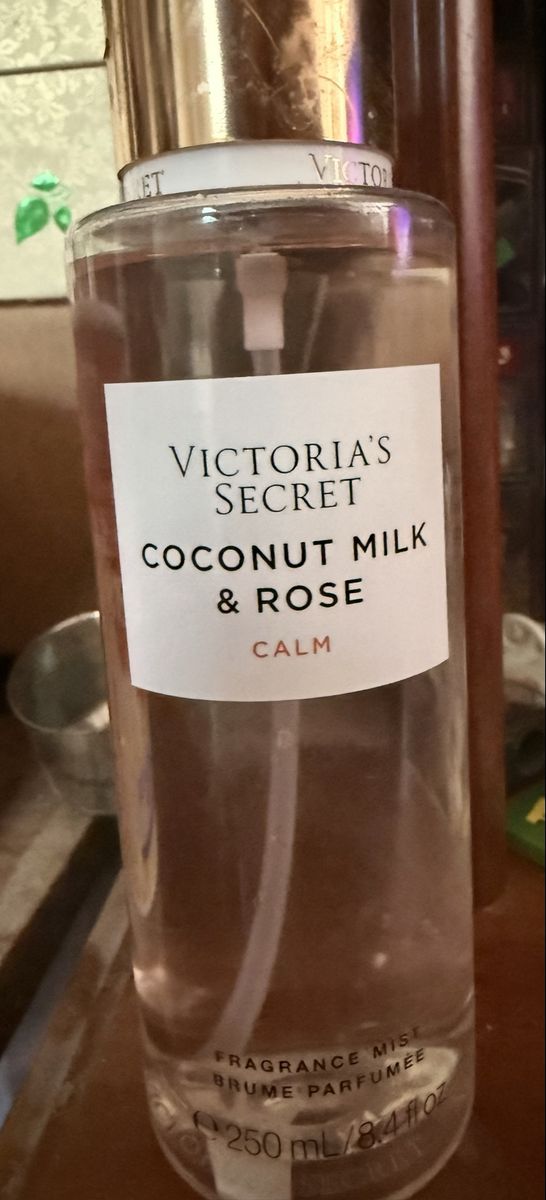 VICTORIA'S
SECRET
COCONUT MILK
& ROSE
CALM
FRAGRANCE MIST
BRUME PARFUMÉE
℮ 250 mL/8.4 fl oz